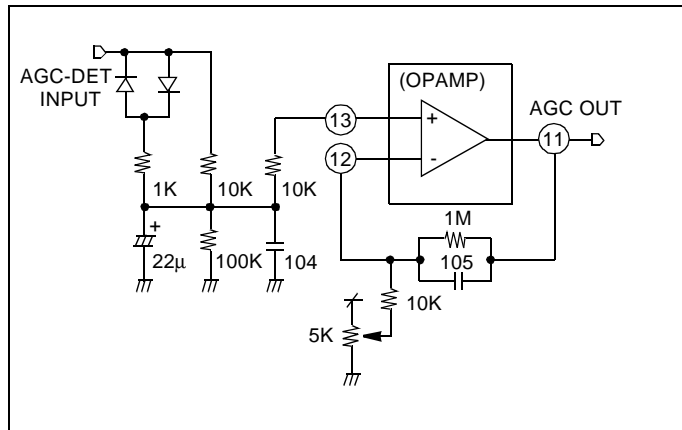 AGC-DET
INPUT
(OPAMP)
AGC OUT
13
+
12
-
11
1K
10K
10K
1M
105
+
22μ
100K
104
10K
5K